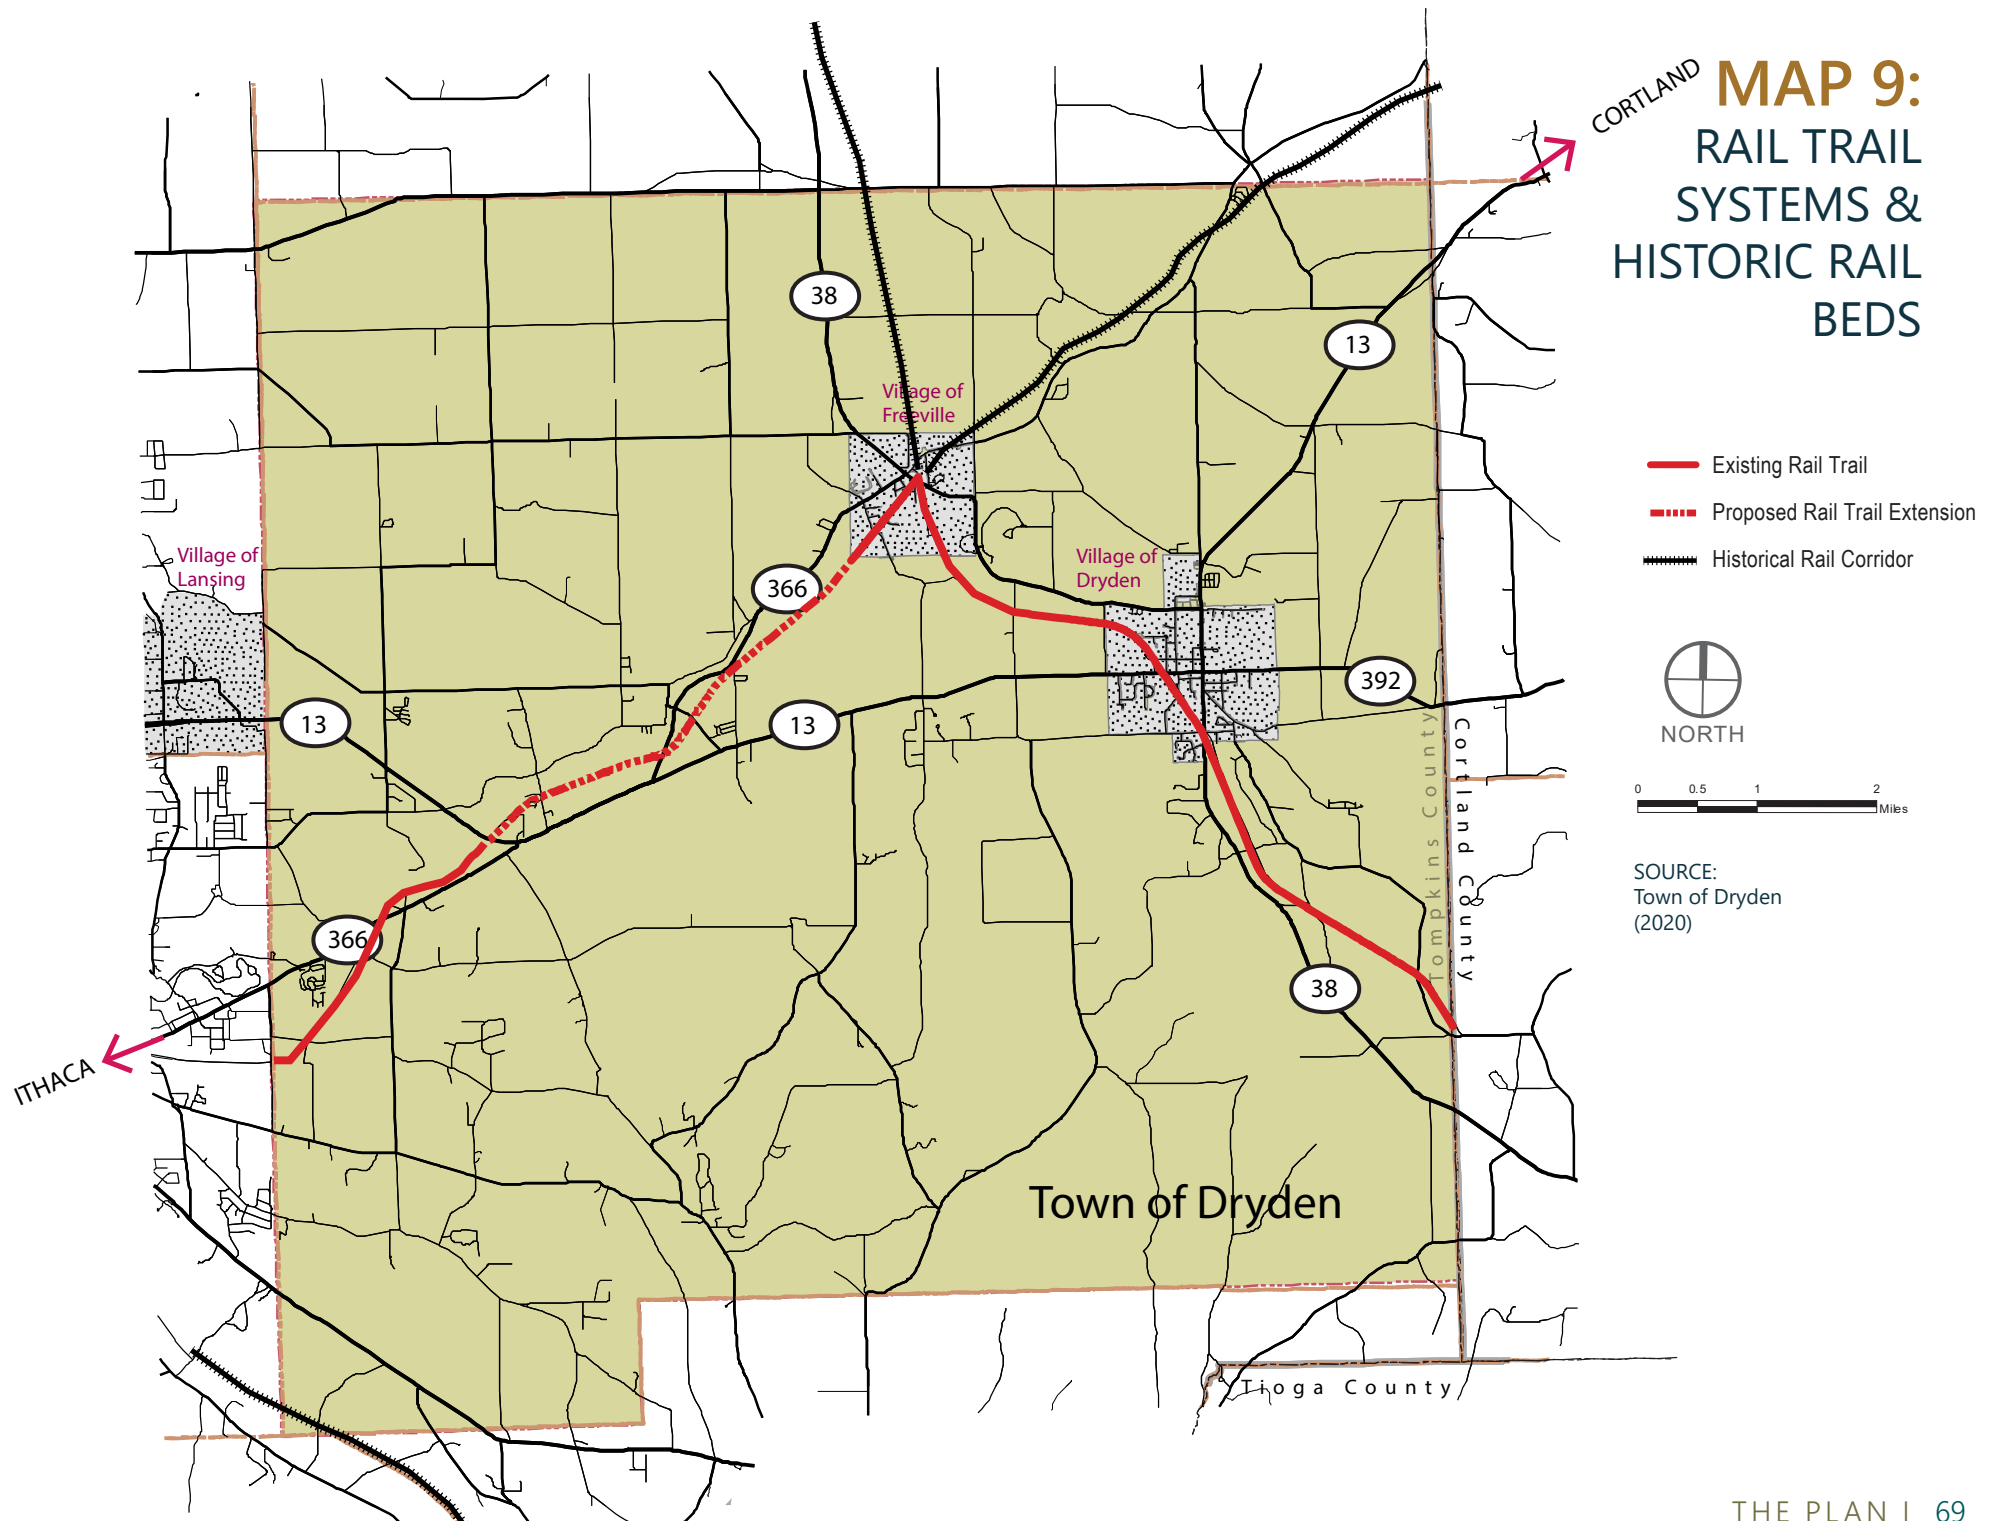 MAP 9:
RAIL TRAIL
SYSTEMS &
HISTORIC RAIL
BEDS
CORTLAND
38
13
Village of
Freeville
Existing Rail Trail
Proposed Rail Trail Extension
Historical Rail Corridor
Village of
Lansing
Village of
Dryden
366
392
13
13
NORTH
0 0.5 1 2
Miles
Tompkins County
Cortland County
SOURCE:
Town of Dryden
(2020)
366
38
ITHACA
Town of Dryden
Tioga County
THE PLAN | 69